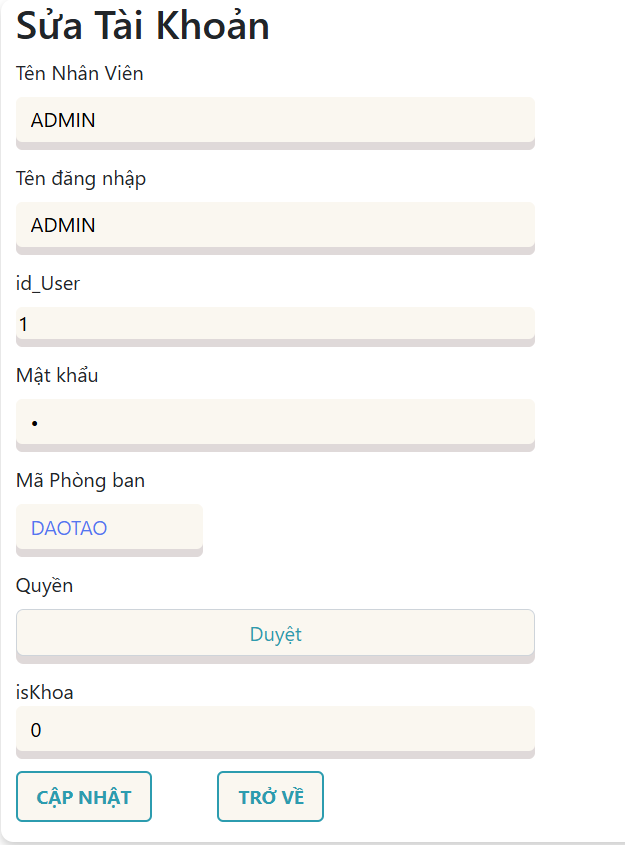 Sửa Tài Khoản
Tên Nhân Viên
ADMIN
Tên đăng nhập
ADMIN
id_User
1
Mật khẩu
•
Mã Phòng ban
DAOTAO
Quyền
Duyệt
isKhoa
0
CẬP NHẬT TRỞ VỀ